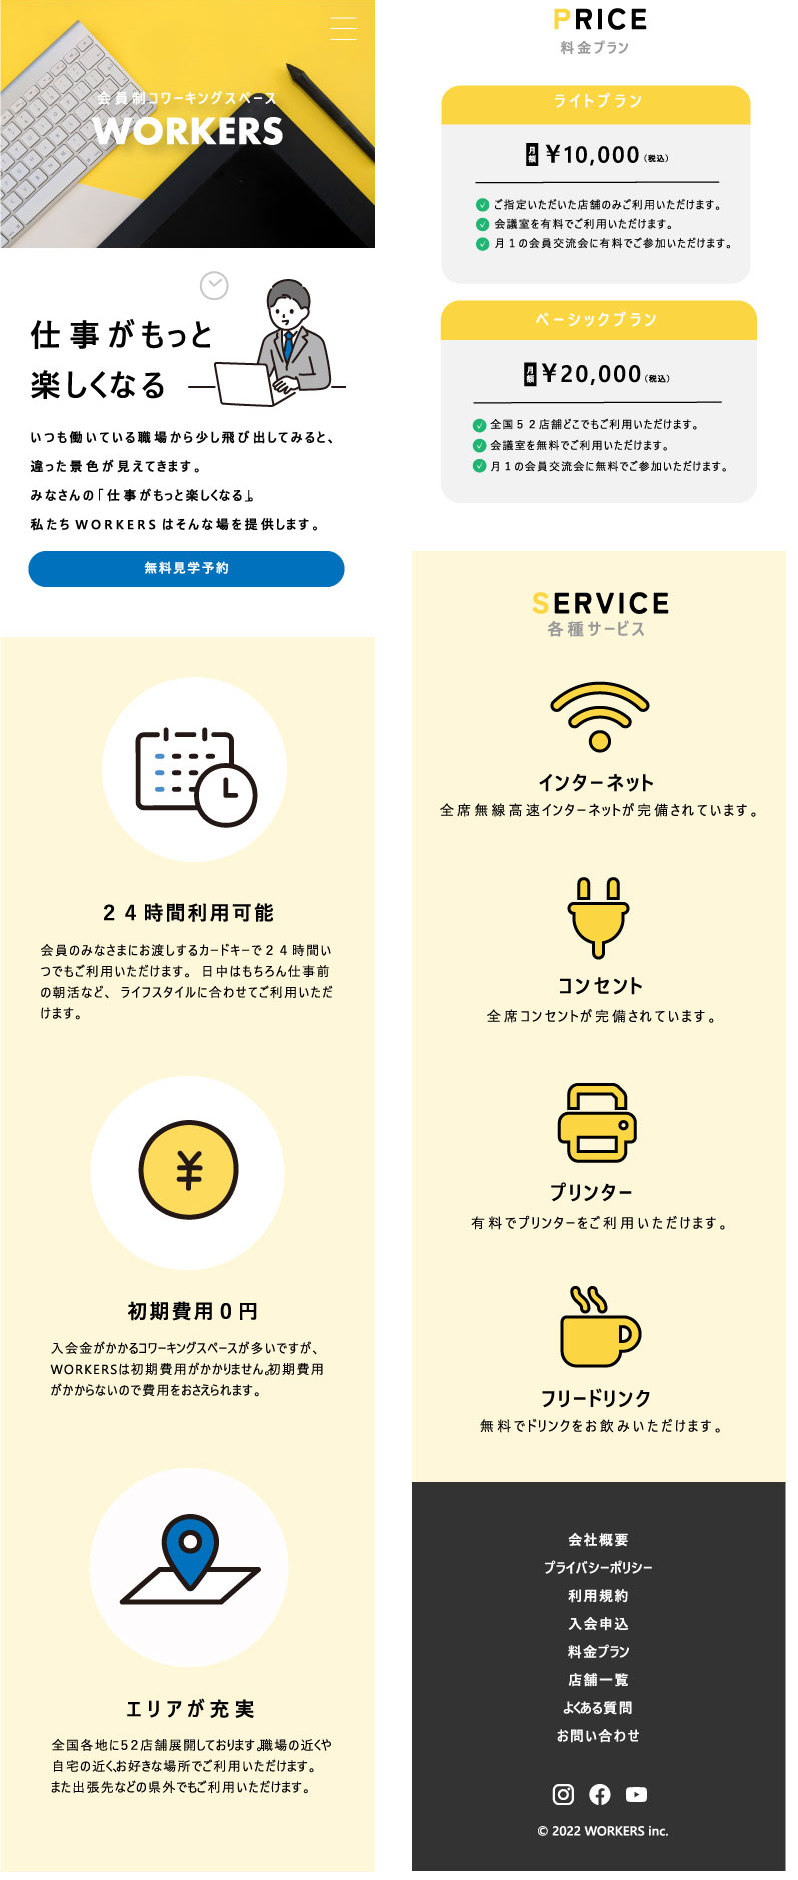 会員制コワーキングスペース
WORKERS
仕事がもっと
楽しくなる
いつも働いている職場から少し飛び出してみると、
違った景色が見えてきます。
みなさんの「仕事がもっと楽しくなる」。
私たち WORKERS はそんな場を提供します。
無料見学予約
24時間利用可能
会員のみなさまにお渡しするカードキーで24時間い
つでもご利用いただけます。日中はもちろん仕事前
の朝活など、ライフスタイルに合わせてご利用いただ
けます。
¥
初期費用0円
入会金がかかるコワーキングスペースが多いですが、
WORKERSは初期費用がかかりません。初期費用
がかからないので費用をおさえられます。
エリアが充実
全国各地に52店舗展開しております。職場の近くや
自宅の近く、お好きな場所でご利用いただけます。
また出張先などの県外でもご利用いただけます。
PRICE
料金プラン
ライトプラン
月額 ¥10,000(税込)
ご指定いただいた店舗のみご利用いただけます。
会議室を有料でご利用いただけます。
月1の会員交流会に有料でご参加いただけます。
ベーシックプラン
月額 ¥20,000(税込)
全国52店舗どこでもご利用いただけます。
会議室を無料でご利用いただけます。
月1の会員交流会に無料でご参加いただけます。
SERVICE
各種サービス
インターネット
全席無線高速インターネットが完備されています。
コンセント
全席コンセントが完備されています。
プリンター
有料でプリンターをご利用いただけます。
フリードリンク
無料でドリンクをお飲みいただけます。
会社概要
プライバシーポリシー
利用規約
入会申込
料金プラン
店舗一覧
よくある質問
お問い合わせ
© 2022 WORKERS inc.